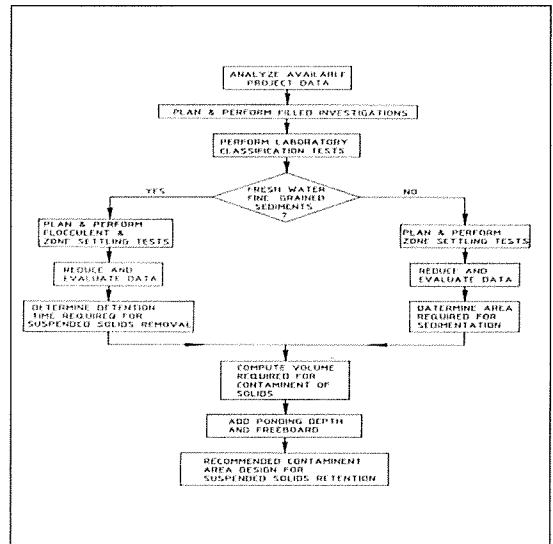 ANALYZE AVAILABLE
PROJECT DATA
PLAN & PERFORM FILLED INVESTIGATIONS
PERFORM LABORATORY
CLASSIFICATION TESTS
FRESH WATER
FINE GRAINED
SEDIMENTS
?
YES
NO
PLAN & PERFORM
FLOCCULENT &
ZONE SETTLING TESTS
REDUCE AND
EVALUATE DATA
DETERMINE DETENTION
TIME REQUIRED FOR
SUSPENDED SOLIDS REMOVAL
PLAN & PERFORM
ZONE SETTLING TESTS
REDUCE AND
EVALUATE DATA
DATERMINE AREA
REQUIRED FOR
SEDIMENTATION
COMPUTE VOLUME
REQUIRED FOR
CONTAMINENT OF
SOLIDS
ADD PONDING DEPTH
AND FREEBOARD
RECOMMENDED CONTAMINENT
AREA DESIGN FOR
SUSPENDED SOLIDS RETENTION